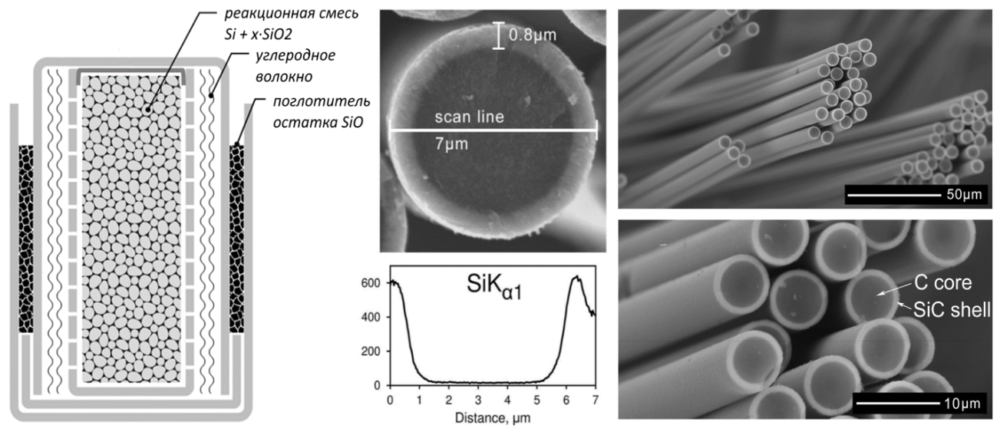 реакционная смесь
Si + x·SiO2
углеродное
волокно
поглотитель
остатка SiO
0.8µm
scan line
7µm
SiKα1
600
400
200
0
0 1 2 3 4 5 6 7
Distance, µm
50µm
C core
SiC shell
10µm